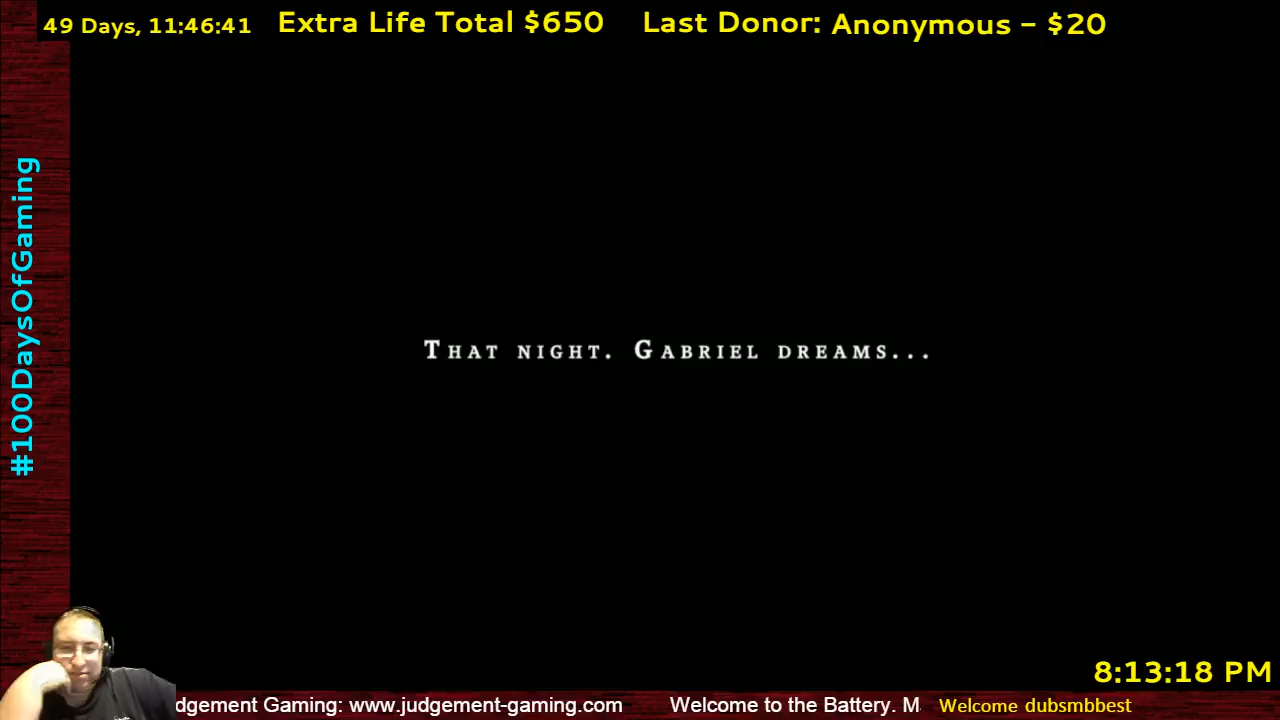 49 Days, 11:46:41 Extra Life Total $650 Last Donor: Anonymous - $20
#100DaysOfGaming
THAT NIGHT. GABRIEL DREAMS...
8:13:18 PM
dgement Gaming: www.judgement-gaming.com Welcome to the Battery. M Welcome dubsmbbest